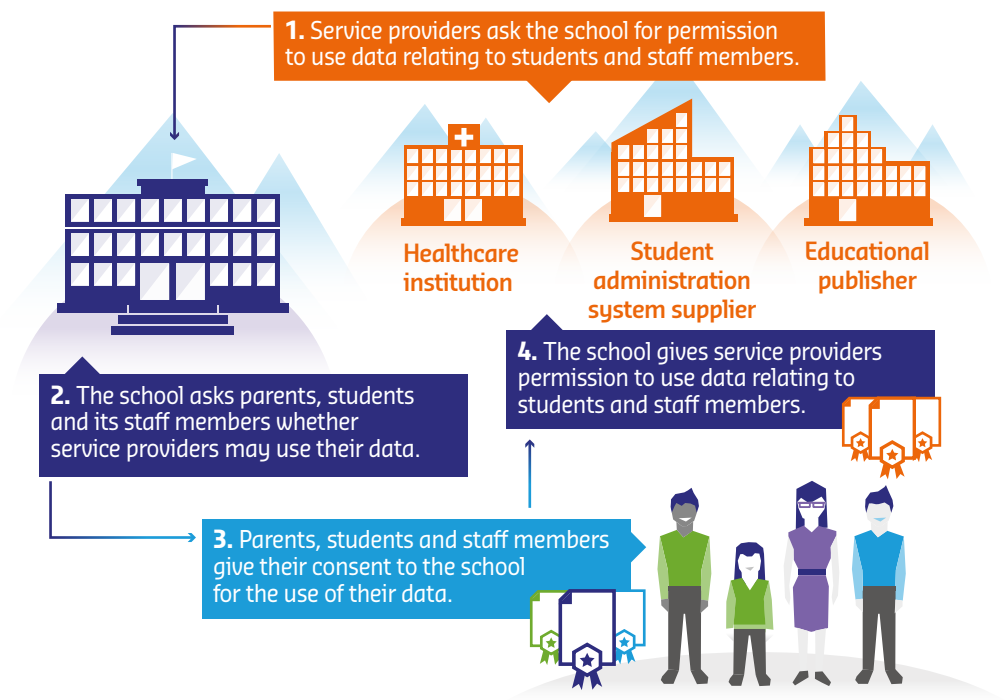 1. Service providers ask the school for permission
to use data relating to students and staff members.
Healthcare
institution
Student
administration
system supplier
Educational
publisher
2. The school asks parents, students
and its staff members whether
service providers may use their data.
3. Parents, students and staff members
give their consent to the school
for the use of their data.
4. The school gives service providers
permission to use data relating to
students and staff members.